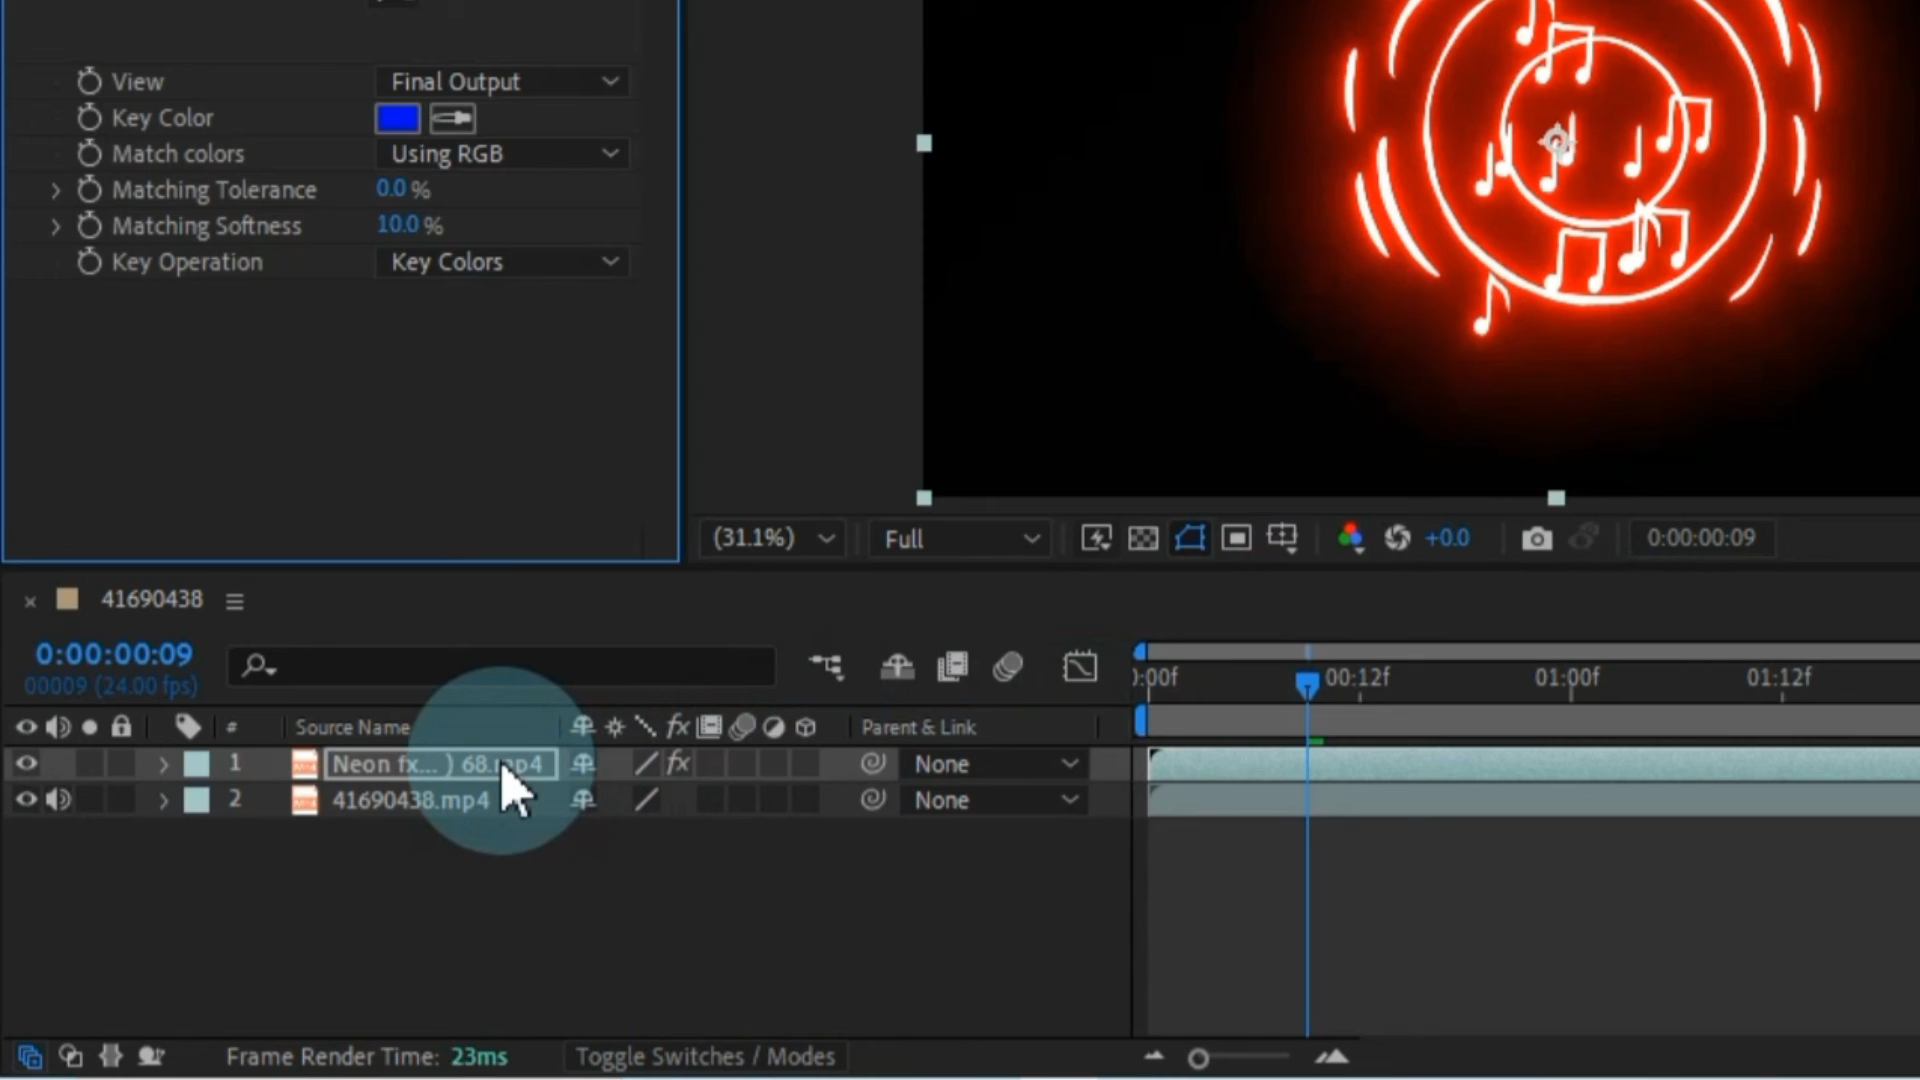 View Final Output
Key Color
Match colors Using RGB
Matching Tolerance 0.0 %
Matching Softness 10.0 %
Key Operation Key Colors
(31.1%) Full +0.0 0:00:00:09
× 41690438
0:00:00:09
00009 (24.00 fps)
0:00f 00:12f 01:00f 01:12f
# Source Name fx Parent & Link
1 Neon fx... ) 68.mp4 fx None
2 41690438.mp4 None
Frame Render Time: 23ms Toggle Switches / Modes